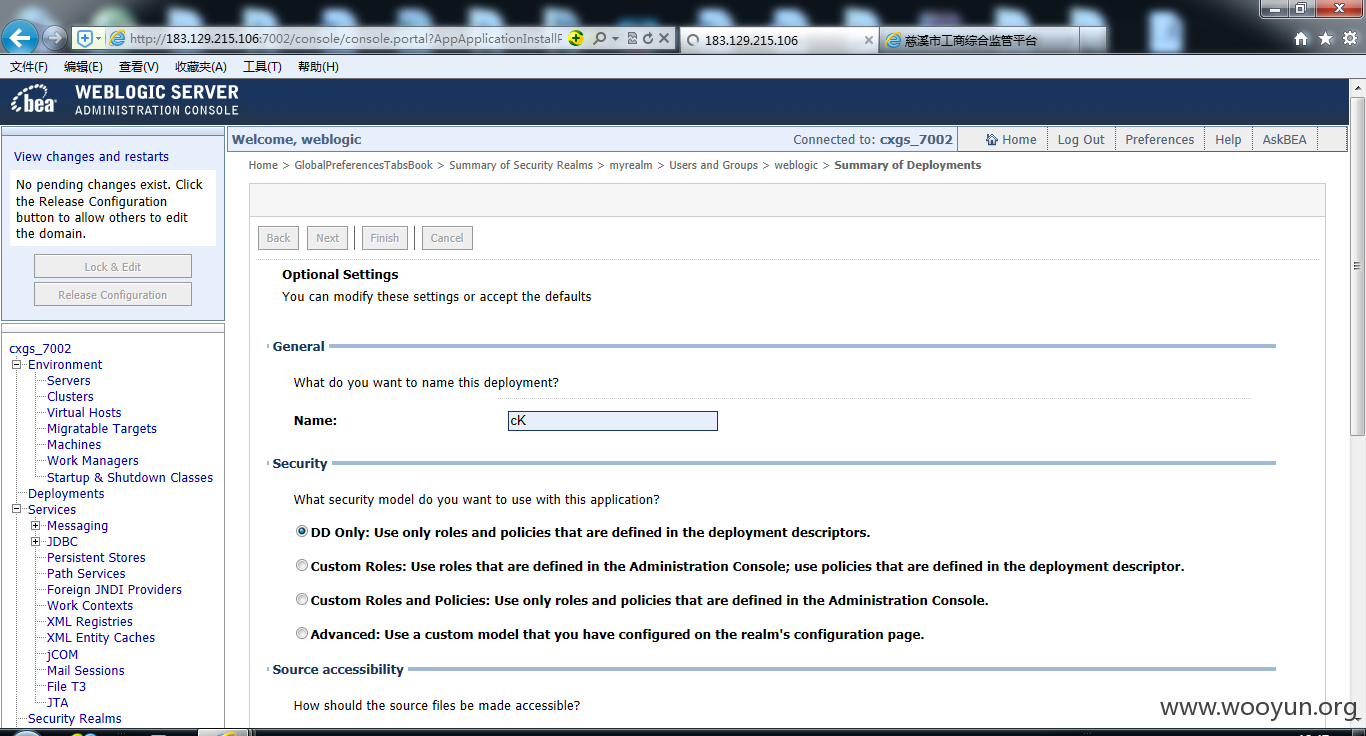 http://183.129.215.106:7002/console/console.portal?AppApplicationInstallP
183.129.215.106
慈溪市工商综合监管平台
文件(F) 编辑(E) 查看(V) 收藏夹(A) 工具(T) 帮助(H)
bea
WEBLOGIC SERVER
ADMINISTRATION CONSOLE
View changes and restarts
No pending changes exist. Click
the Release Configuration
button to allow others to edit
the domain.
Lock & Edit
Release Configuration
cxgs_7002
Environment
Servers
Clusters
Virtual Hosts
Migratable Targets
Machines
Work Managers
Startup & Shutdown Classes
Deployments
Services
Messaging
JDBC
Persistent Stores
Path Services
Foreign JNDI Providers
Work Contexts
XML Registries
XML Entity Caches
jCOM
Mail Sessions
File T3
JTA
Security Realms
Welcome, weblogic
Connected to: cxgs_7002
Home
Log Out
Preferences
Help
AskBEA
Home > GlobalPreferencesTabsBook > Summary of Security Realms > myrealm > Users and Groups > weblogic > Summary of Deployments
Back
Next
Finish
Cancel
Optional Settings
You can modify these settings or accept the defaults
General
What do you want to name this deployment?
Name: cK
Security
What security model do you want to use with this application?
DD Only: Use only roles and policies that are defined in the deployment descriptors.
Custom Roles: Use roles that are defined in the Administration Console; use policies that are defined in the deployment descriptor.
Custom Roles and Policies: Use only roles and policies that are defined in the Administration Console.
Advanced: Use a custom model that you have configured on the realm's configuration page.
Source accessibility
How should the source files be made accessible?
www.wooyun.org